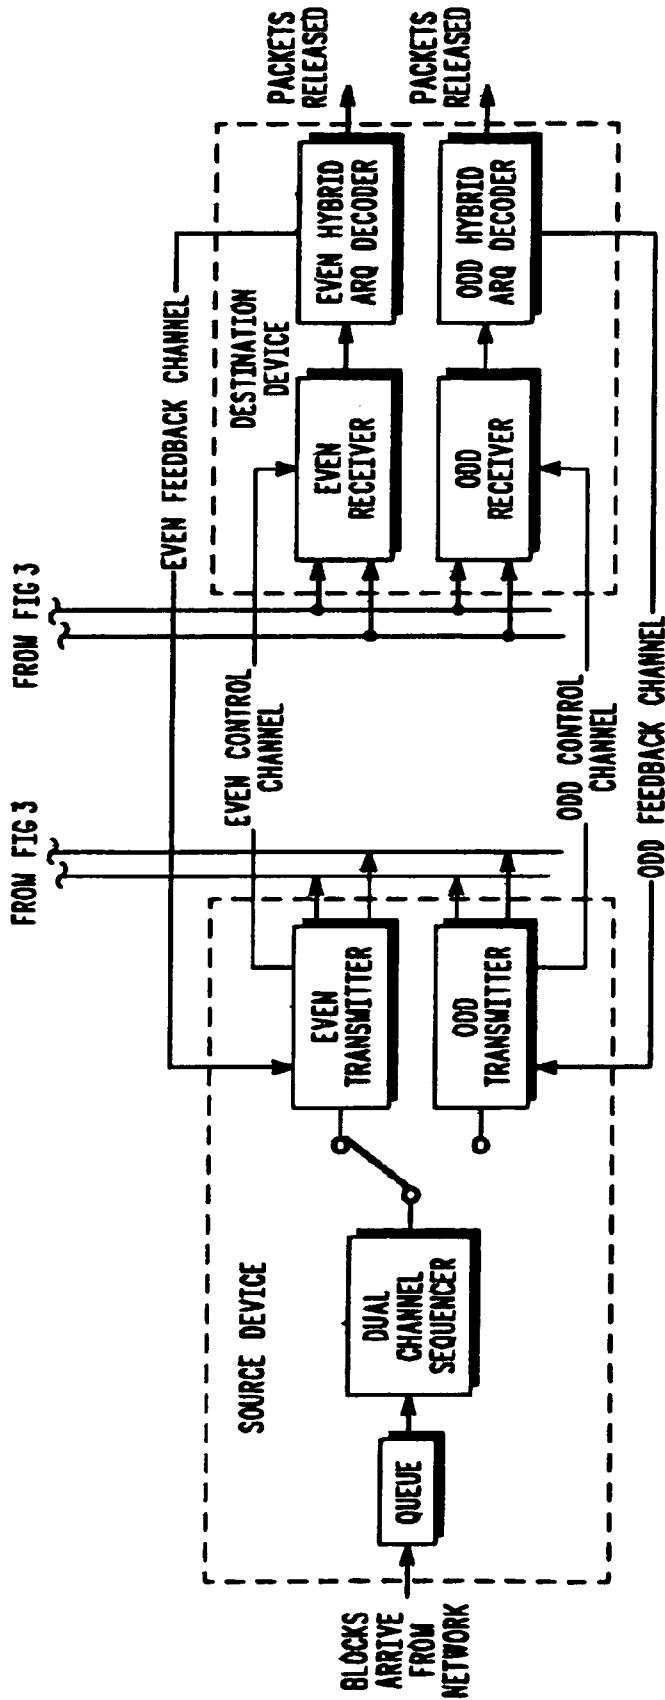 BLOCKS
ARRIVE
FROM
NETWORK
SOURCE DEVICE
QUEUE
DUAL
CHANNEL
SEQUENCER
EVEN
TRANSMITTER
ODD
TRANSMITTER
FROM FIG 3
FROM FIG 3
EVEN FEEDBACK CHANNEL
EVEN CONTROL
CHANNEL
ODD CONTROL
CHANNEL
ODD FEEDBACK CHANNEL
DESTINATION
DEVICE
EVEN
RECEIVER
ODD
RECEIVER
EVEN HYBRID
ARQ DECODER
ODD HYBRID
ARQ DECODER
PACKETS
RELEASED
PACKETS
RELEASED